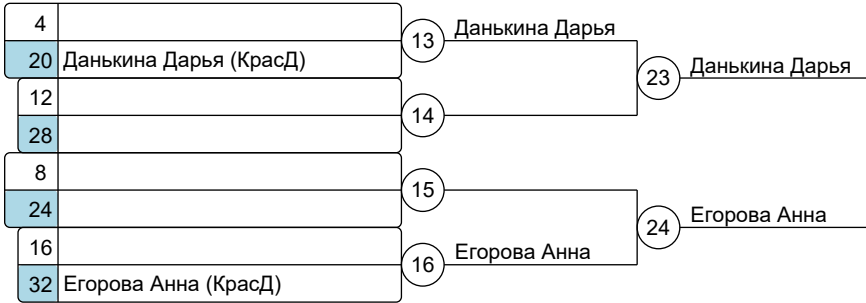 4
20 Данькина Дарья (КрасД)
13 Данькина Дарья
23 Данькина Дарья
12
28
14
8
24
15
24 Егорова Анна
16
32 Егорова Анна (КрасД)
16 Егорова Анна